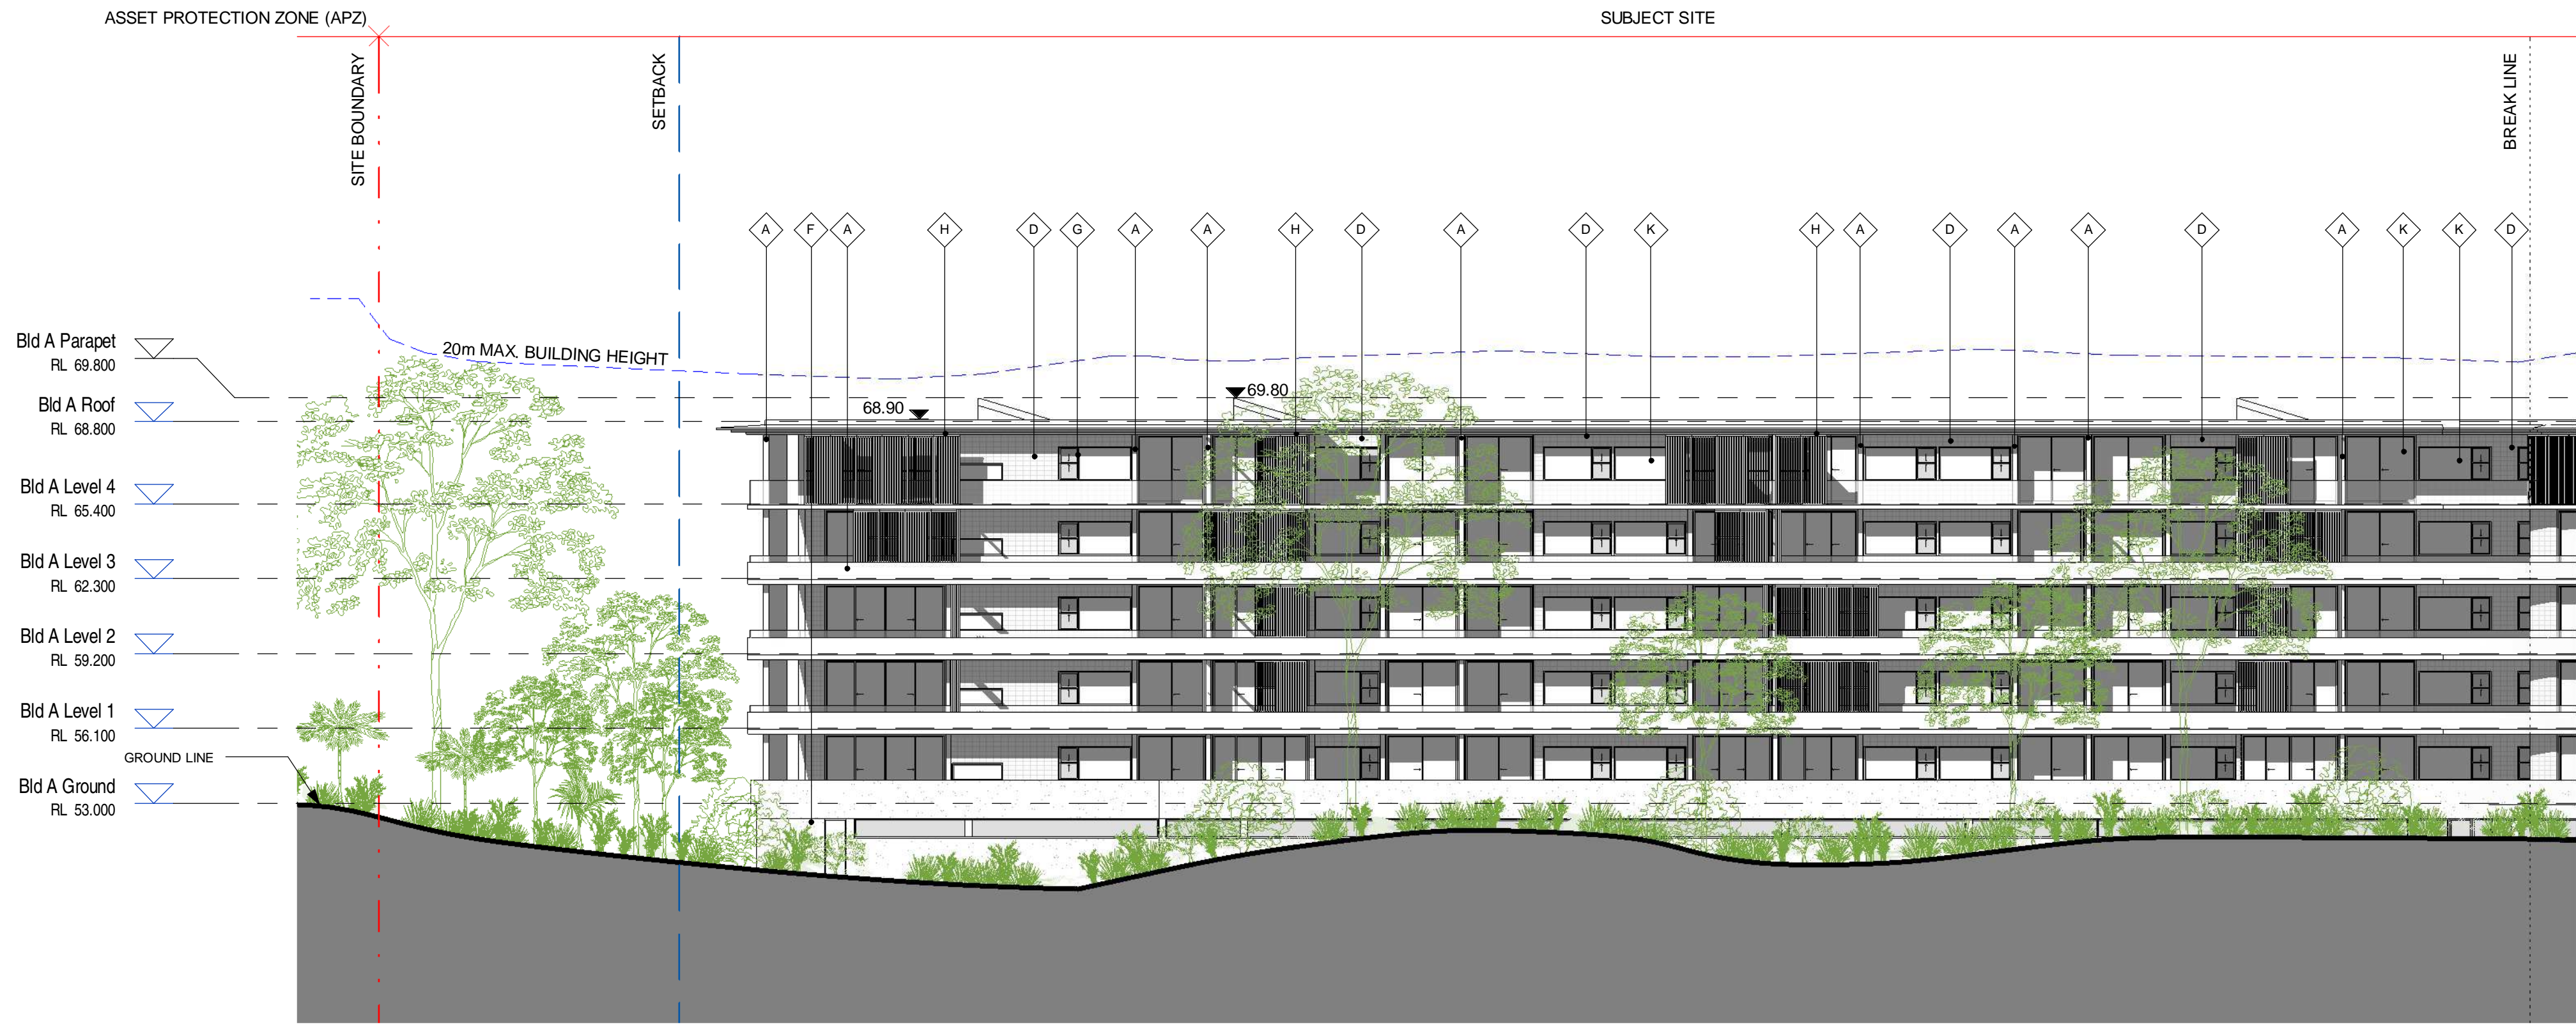 ASSET PROTECTION ZONE (APZ)
SUBJECT SITE
SITE BOUNDARY
SETBACK
BREAK LINE
A
F
A
H
D
G
A
A
H
D
A
D
K
H
A
D
A
A
D
A
K
K
D
20m MAX. BUILDING HEIGHT
Bld A Parapet
RL 69.800
69.80
68.90
Bld A Roof
RL 68.800
Bld A Level 4
RL 65.400
Bld A Level 3
RL 62.300
Bld A Level 2
RL 59.200
Bld A Level 1
RL 56.100
GROUND LINE
Bld A Ground
RL 53.000